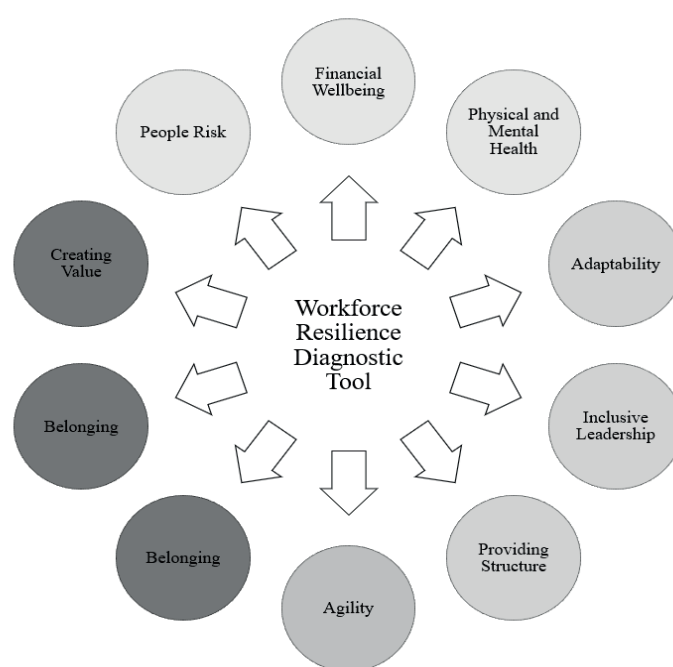 Financial
Wellbeing
Physical and
Mental
Health
Adaptability
Inclusive
Leadership
Providing
Structure
Agility
Belonging
Belonging
Creating
Value
People Risk
Workforce
Resilience
Diagnostic
Tool